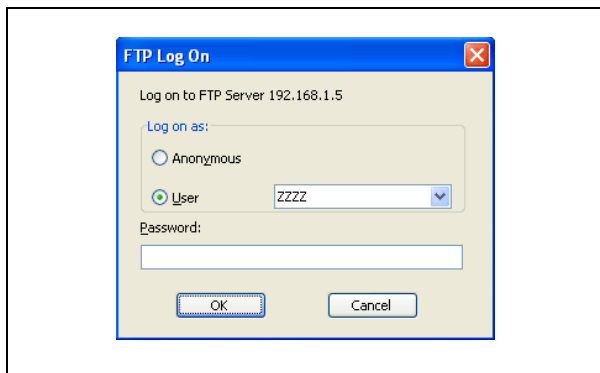 FTP Log On
Log on to FTP Server 192.168.1.5
Log on as:
Anonymous
User ZZZZ
Password:
OK Cancel